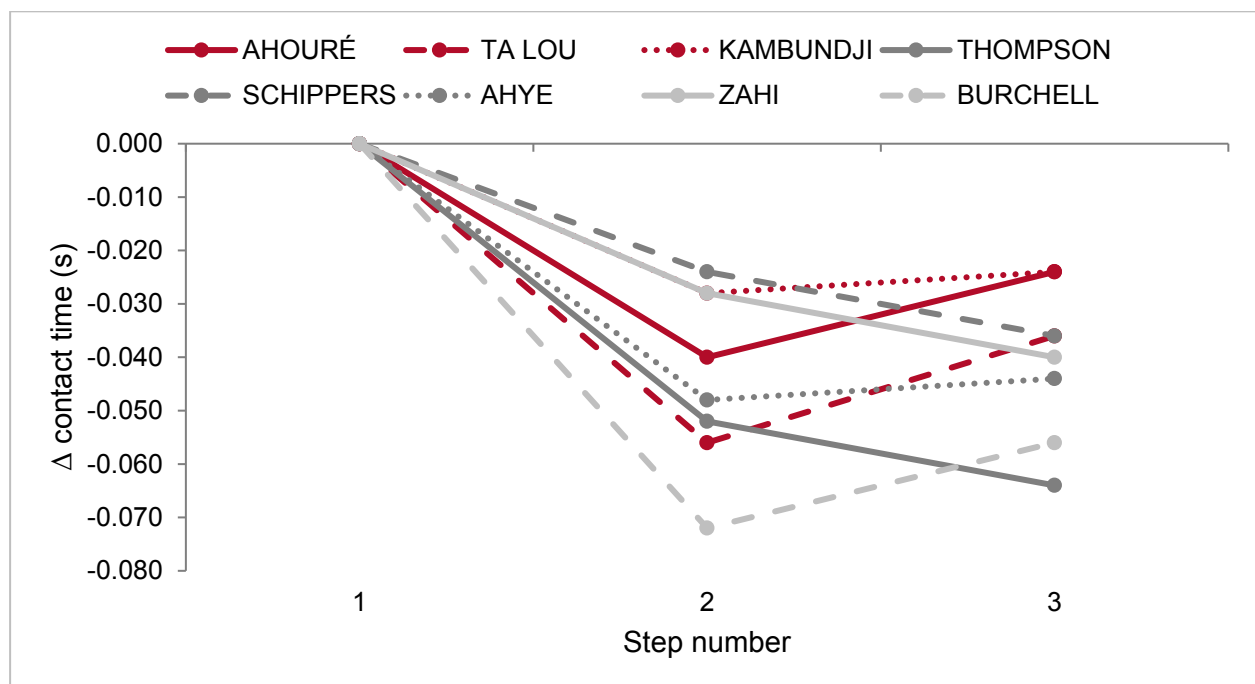 AHOURÉ TA LOU KAMBUNDJI THOMPSON
SCHIPPERS AHYE ZAHI BURCHELL
0.000
-0.010
-0.020
-0.030
-0.040
-0.050
-0.060
-0.070
-0.080
Δ contact time (s)
1 2 3
Step number